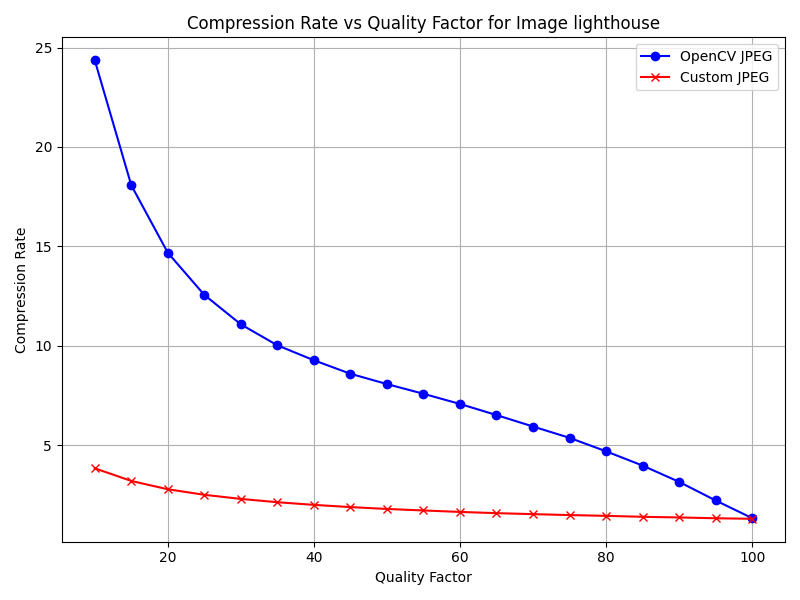 Compression Rate vs Quality Factor for Image lighthouse
OpenCV JPEG
Custom JPEG
Compression Rate
25
20
15
10
5
20 40 60 80 100
Quality Factor